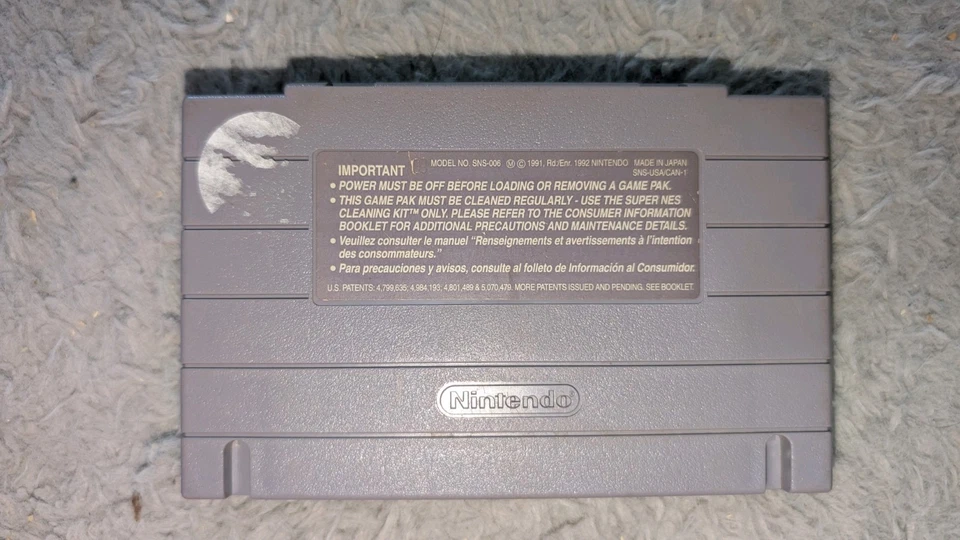 IMPORTANT
MODEL NO. SNS-006 Ⓜ © 1991, Rd./Enr. 1992 NINTENDO MADE IN JAPAN
SNS-USA/CAN-1
• POWER MUST BE OFF BEFORE LOADING OR REMOVING A GAME PAK.
• THIS GAME PAK MUST BE CLEANED REGULARLY - USE THE SUPER NES
CLEANING KIT™ ONLY. PLEASE REFER TO THE CONSUMER INFORMATION
BOOKLET FOR ADDITIONAL PRECAUTIONS AND MAINTENANCE DETAILS.
• Veuillez consulter le manuel "Renseignements et avertissements à l'intention
des consommateurs."
• Para precauciones y avisos, consulte al folleto de Información al Consumidor.
U.S. PATENTS: 4,799,635; 4,984,193; 4,801,489 & 5,070,479. MORE PATENTS ISSUED AND PENDING. SEE BOOKLET.
Nintendo®